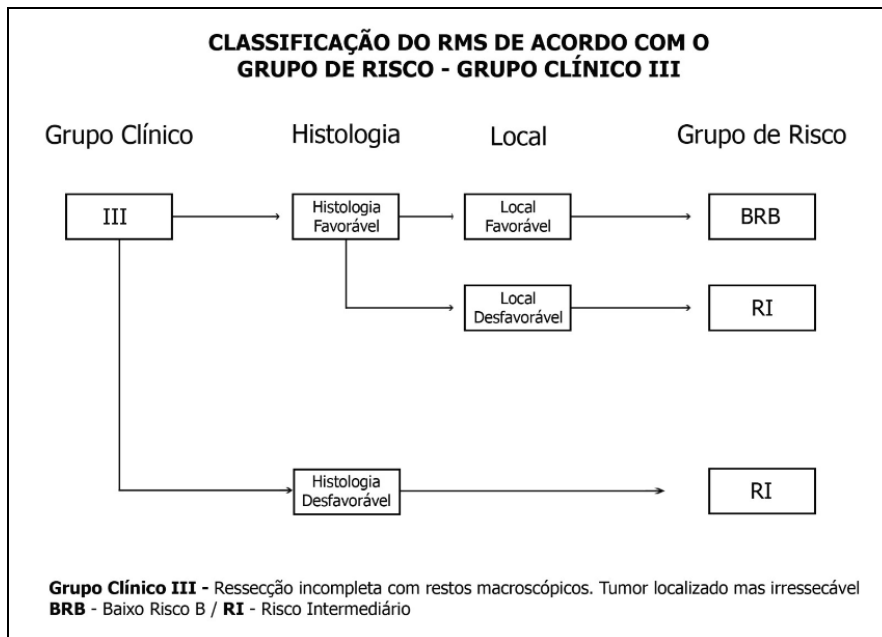 CLASSIFICAÇÃO DO RMS DE ACORDO COM O
GRUPO DE RISCO - GRUPO CLÍNICO III
Grupo Clínico
Histologia
Local
Grupo de Risco
III
Histologia
Favorável
Local
Favorável
BRB
Local
Desfavorável
RI
Histologia
Desfavorável
RI
Grupo Clínico III - Ressecção incompleta com restos macroscópicos. Tumor localizado mas irressecável
BRB - Baixo Risco B / RI - Risco Intermediário